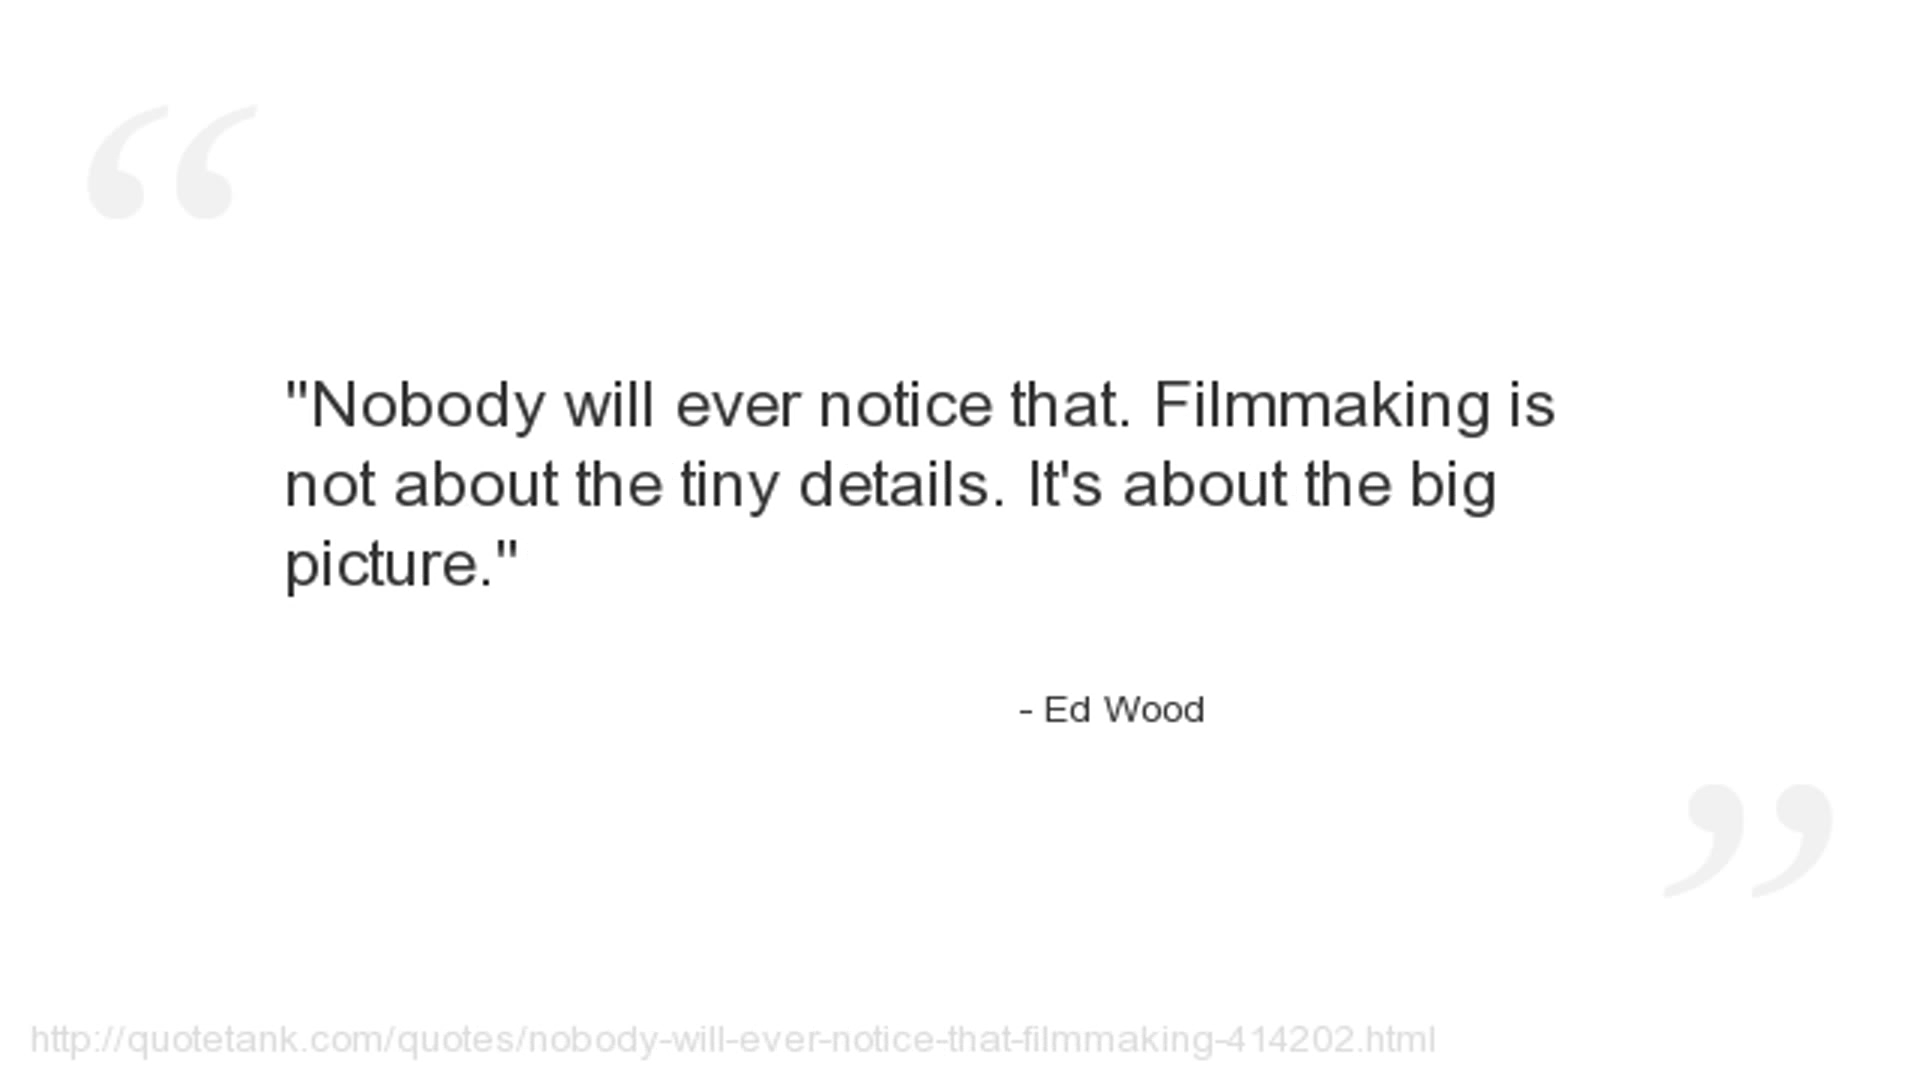 "Nobody will ever notice that. Filmmaking is
not about the tiny details. It's about the big
picture."
- Ed Wood
http://quotetank.com/quotes/nobody-will-ever-notice-that-filmmaking-414202.html